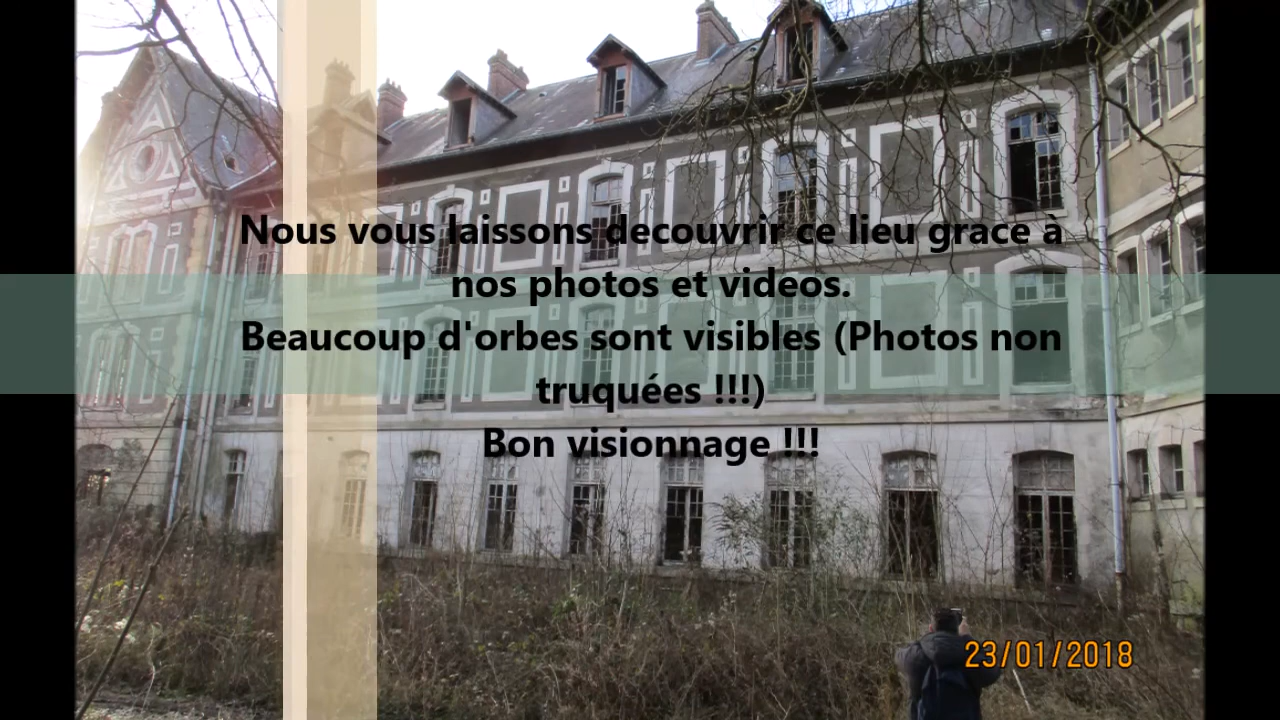 Nous vous laissons decouvrir ce lieu grace à
nos photos et videos.
Beaucoup d'orbes sont visibles (Photos non
truquées !!!)
Bon visionnage !!!
23/01/2018